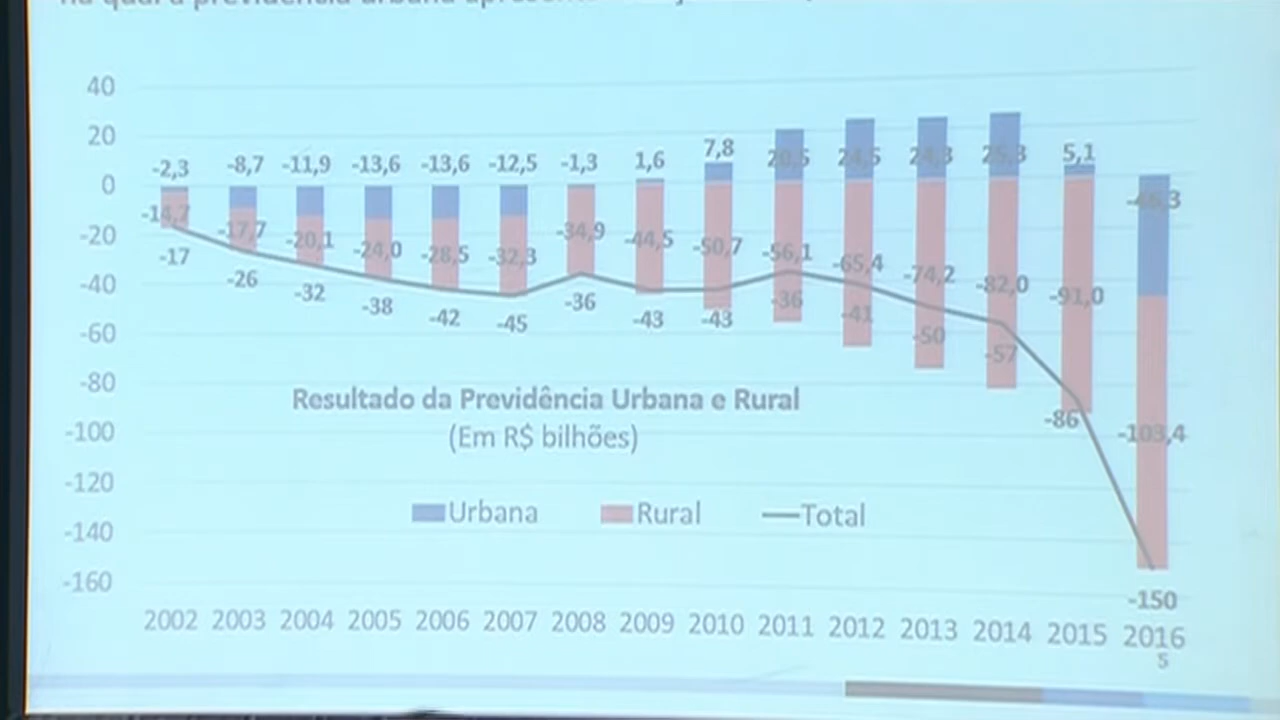 40
20
0
-20
-40
-60
-80
-100
-120
-140
-160
-2,3 -8,7 -11,9 -13,6 -13,6 -12,5 -1,3 1,6 7,8 20,5 24,5 24,3 25,3 5,1 -46,3
-14,7 -17,7 -20,1 -24,0 -28,5 -32,3 -34,9 -44,5 -50,7 -56,1 -65,4 -74,2 -82,0 -91,0 -103,4
-17 -26 -32 -38 -42 -45 -36 -43 -43 -36 -41 -50 -57 -86 -150
Resultado da Previdência Urbana e Rural
(Em R$ bilhões)
Urbana Rural Total
2002 2003 2004 2005 2006 2007 2008 2009 2010 2011 2012 2013 2014 2015 2016
5